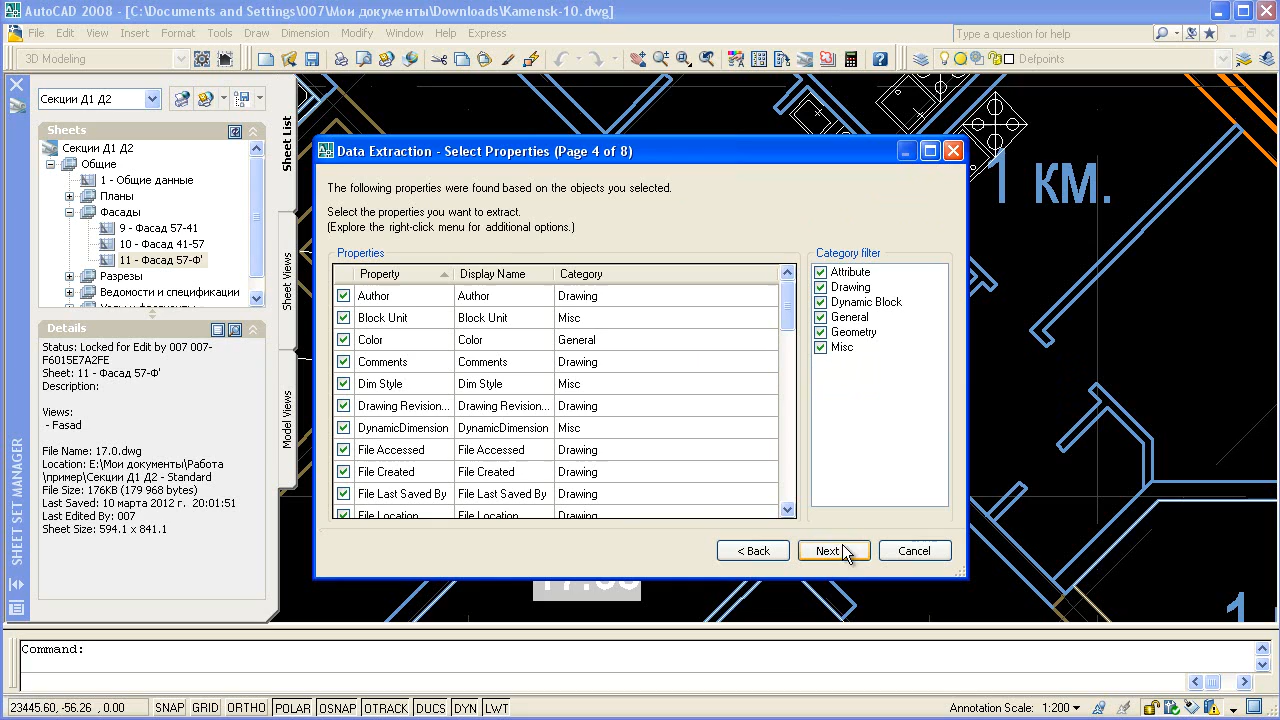 AutoCAD 2008 - [C:\Documents and Settings\007\Мои документы\Downloads\Kamensk-10.dwg]
File Edit View Insert Format Tools Draw Dimension Modify Window Help Express
Type a question for help
3D Modeling
Defpoints
Секции Д1 Д2
Sheets
Секции Д1 Д2
Общие
1 - Общие данные
Планы
Фасады
9 - Фасад 57-41
10 - Фасад 41-57
11 - Фасад 57-Ф'
Разрезы
Ведомости и спецификации
Details
Status: Locked for Edit by 007 007-
F6015E7A2FE
Sheet: 11 - Фасад 57-Ф'
Description:
Views:
- Fasad
File Name: 17.0.dwg
Location: E:\Мои документы\Работа
\пример\Секции Д1 Д2 - Standard
File Size: 176KB (179 968 bytes)
Last Saved: 10 марта 2012 г. 20:01:51
Last Edited By: 007
Sheet Size: 594.1 x 841.1
SHEET SET MANAGER
Sheet List
Sheet Views
Model Views
1 км.
Data Extraction - Select Properties (Page 4 of 8)
The following properties were found based on the objects you selected.
Select the properties you want to extract.
(Explore the right-click menu for additional options.)
Properties
Property Display Name Category
Author Author Drawing
Block Unit Block Unit Misc
Color Color General
Comments Comments Drawing
Dim Style Dim Style Misc
Drawing Revision... Drawing Revision... Drawing
DynamicDimension DynamicDimension Misc
File Accessed File Accessed Drawing
File Created File Created Drawing
File Last Saved By File Last Saved By Drawing
File Location File Location Drawing
Category filter
Attribute
Drawing
Dynamic Block
General
Geometry
Misc
< Back Next Cancel
1
Command:
23445.60, -56.26 , 0.00 SNAP GRID ORTHO POLAR OSNAP OTRACK DUCS DYN LWT Annotation Scale: 1:200